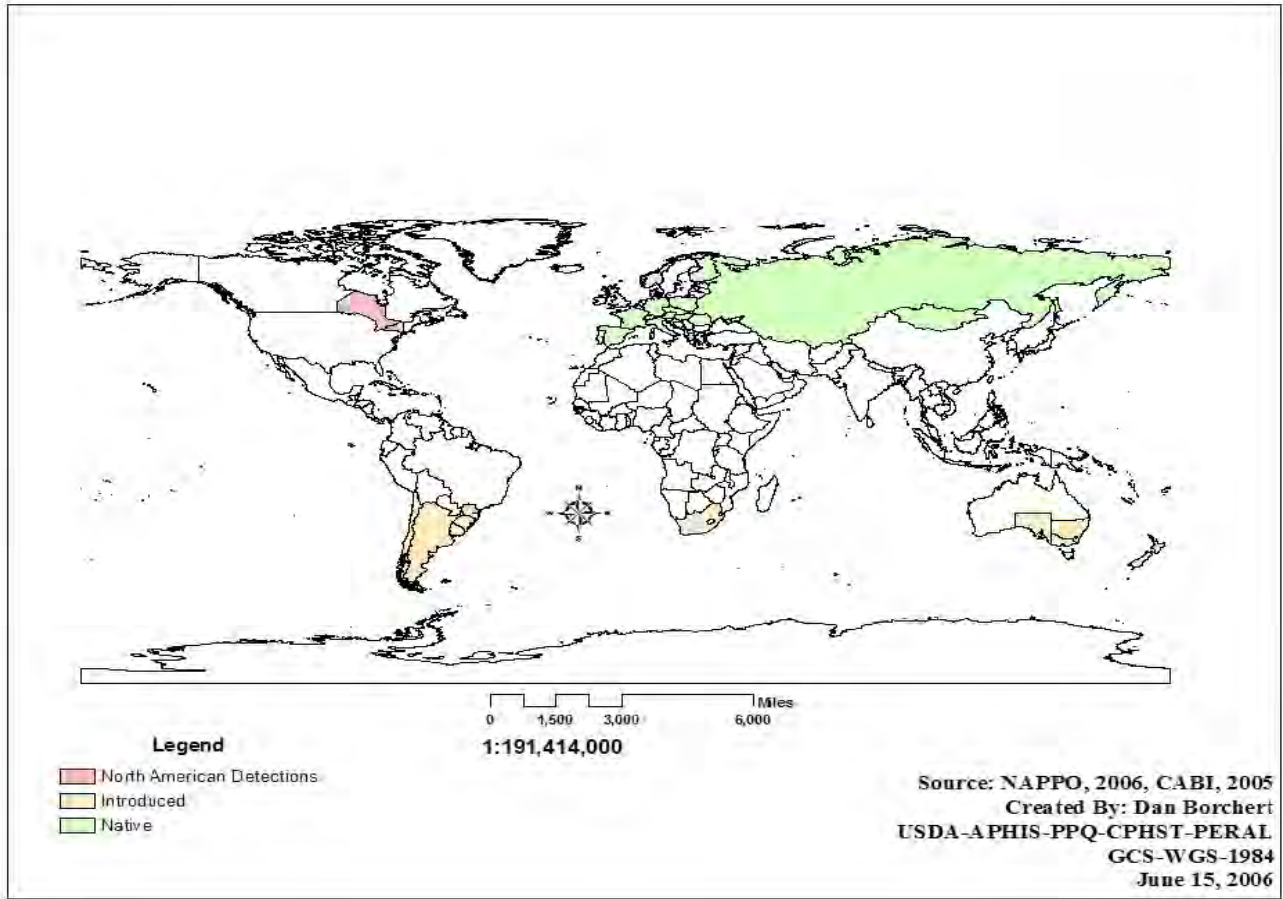 N
S
Miles
0 1,500 3,000 6,000
1:191,414,000
Legend
North American Detections
Introduced
Native
Source: NAPPO, 2006, CABI, 2005
Created By: Dan Borchert
USDA-APHIS-PPQ-CPHST-PERAL
GCS-WGS-1984
June 15, 2006